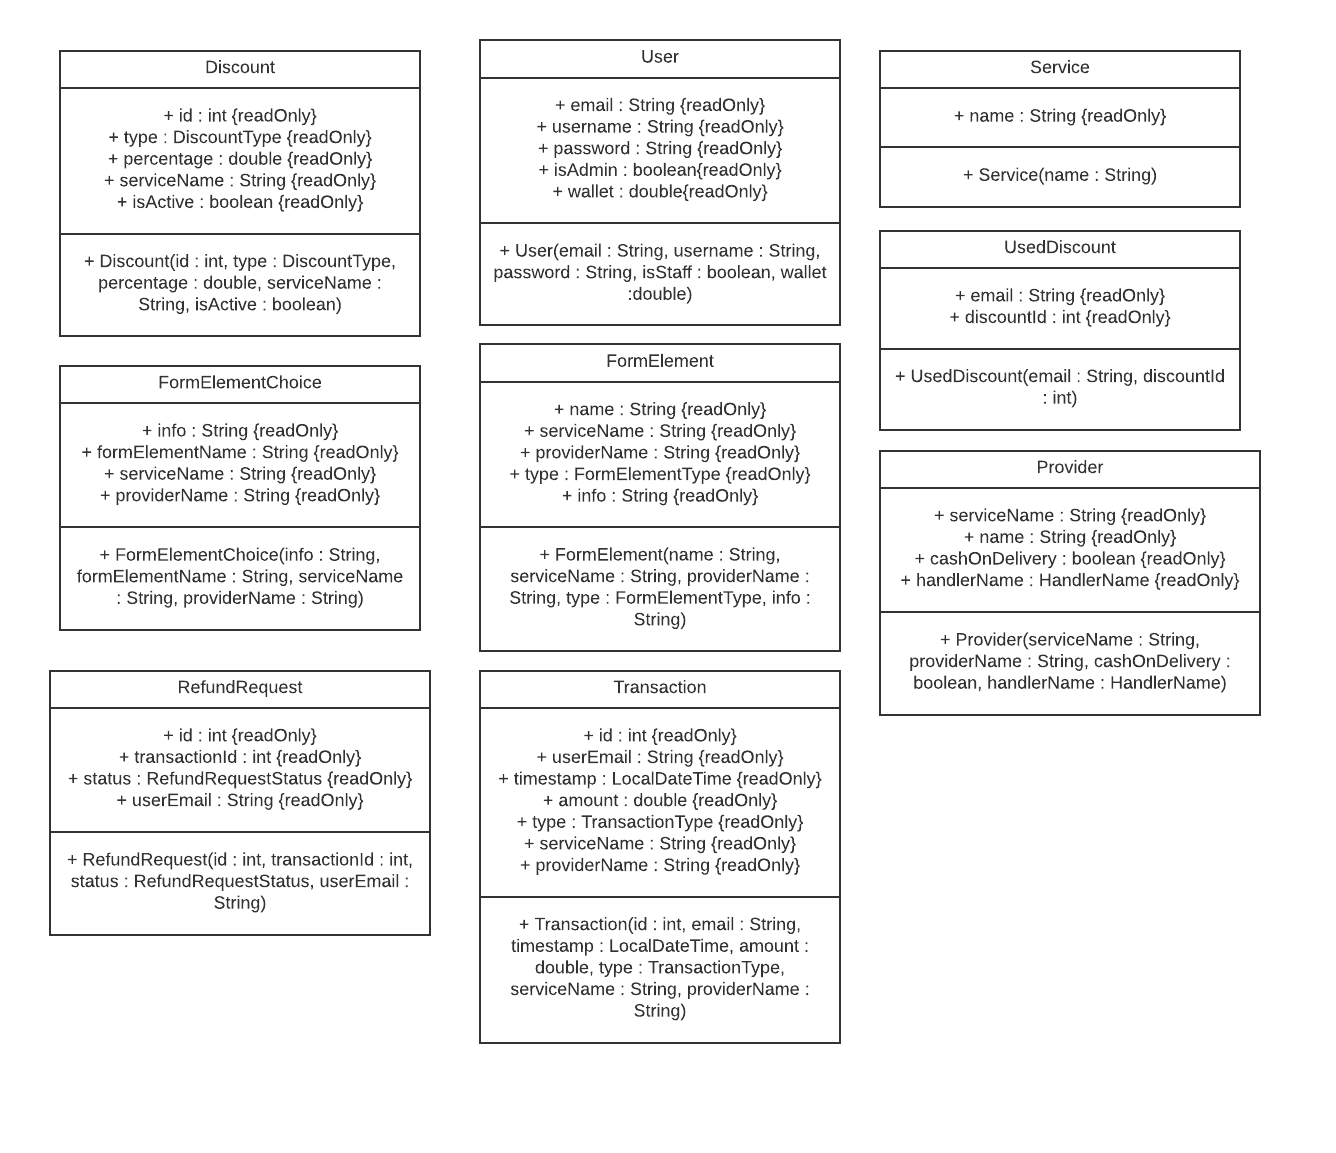 Discount
+ id : int {readOnly}
+ type : DiscountType {readOnly}
+ percentage : double {readOnly}
+ serviceName : String {readOnly}
+ isActive : boolean {readOnly}
+ Discount(id : int, type : DiscountType,
percentage : double, serviceName :
String, isActive : boolean)
User
+ email : String {readOnly}
+ username : String {readOnly}
+ password : String {readOnly}
+ isAdmin : boolean{readOnly}
+ wallet : double{readOnly}
+ User(email : String, username : String,
password : String, isStaff : boolean, wallet
:double)
Service
+ name : String {readOnly}
+ Service(name : String)
UsedDiscount
+ email : String {readOnly}
+ discountId : int {readOnly}
+ UsedDiscount(email : String, discountId
: int)
FormElementChoice
+ info : String {readOnly}
+ formElementName : String {readOnly}
+ serviceName : String {readOnly}
+ providerName : String {readOnly}
+ FormElementChoice(info : String,
formElementName : String, serviceName
: String, providerName : String)
FormElement
+ name : String {readOnly}
+ serviceName : String {readOnly}
+ providerName : String {readOnly}
+ type : FormElementType {readOnly}
+ info : String {readOnly}
+ FormElement(name : String,
serviceName : String, providerName :
String, type : FormElementType, info :
String)
Provider
+ serviceName : String {readOnly}
+ name : String {readOnly}
+ cashOnDelivery : boolean {readOnly}
+ handlerName : HandlerName {readOnly}
+ Provider(serviceName : String,
providerName : String, cashOnDelivery :
boolean, handlerName : HandlerName)
RefundRequest
+ id : int {readOnly}
+ transactionId : int {readOnly}
+ status : RefundRequestStatus {readOnly}
+ userEmail : String {readOnly}
+ RefundRequest(id : int, transactionId : int,
status : RefundRequestStatus, userEmail :
String)
Transaction
+ id : int {readOnly}
+ userEmail : String {readOnly}
+ timestamp : LocalDateTime {readOnly}
+ amount : double {readOnly}
+ type : TransactionType {readOnly}
+ serviceName : String {readOnly}
+ providerName : String {readOnly}
+ Transaction(id : int, email : String,
timestamp : LocalDateTime, amount :
double, type : TransactionType,
serviceName : String, providerName :
String)